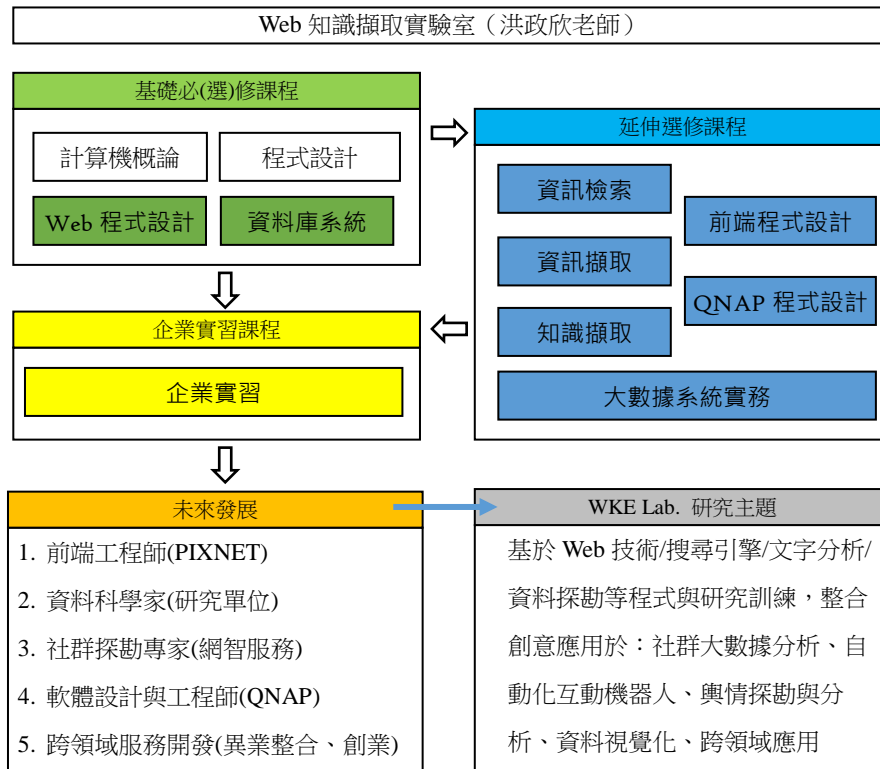 Web 知識擷取實驗室（洪政欣老師）
基礎必(選)修課程
計算機概論
程式設計
Web 程式設計
資料庫系統
延伸選修課程
資訊檢索
前端程式設計
資訊擷取
QNAP 程式設計
知識擷取
大數據系統實務
企業實習課程
企業實習
未來發展
1. 前端工程師(PIXNET)
2. 資料科學家(研究單位)
3. 社群探勘專家(網智服務)
4. 軟體設計與工程師(QNAP)
5. 跨領域服務開發(異業整合、創業)
WKE Lab. 研究主題
基於 Web 技術/搜尋引擎/文字分析/
資料探勘等程式與研究訓練，整合
創意應用於：社群大數據分析、自
動化互動機器人、輿情探勘與分
析、資料視覺化、跨領域應用